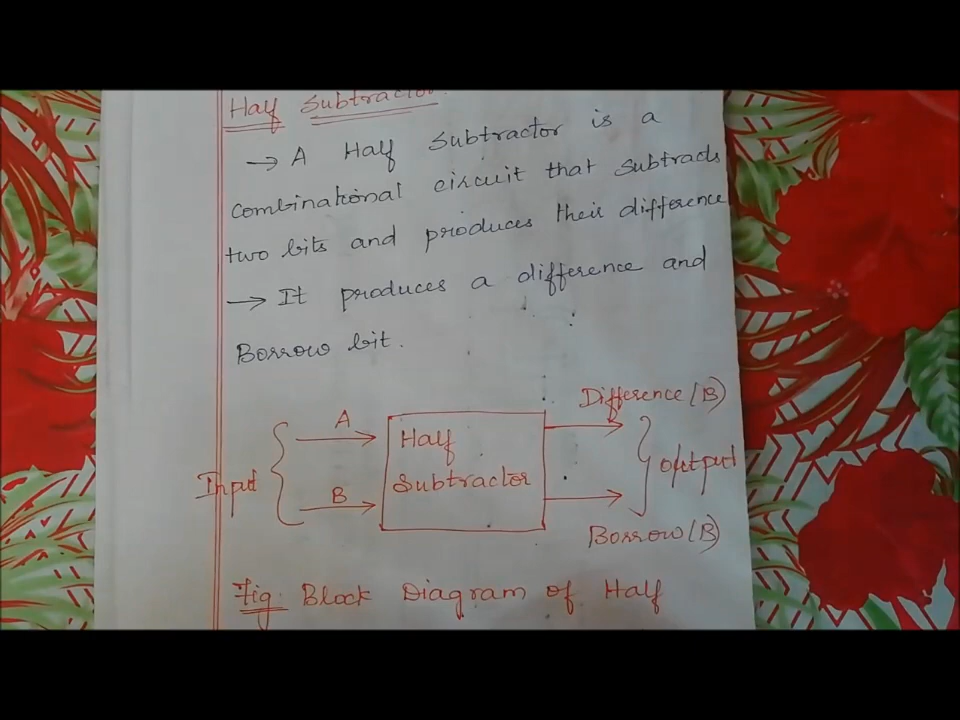 Half Subtractor:
→ A Half Subtractor is a
combinational circuit that subtracts
two bits and produces their difference
→ It produces a difference and
Borrow bit.
Difference (B)
A
Half
Subtractor
Input
Output
B
Borrow (B)
Fig: Block Diagram of Half